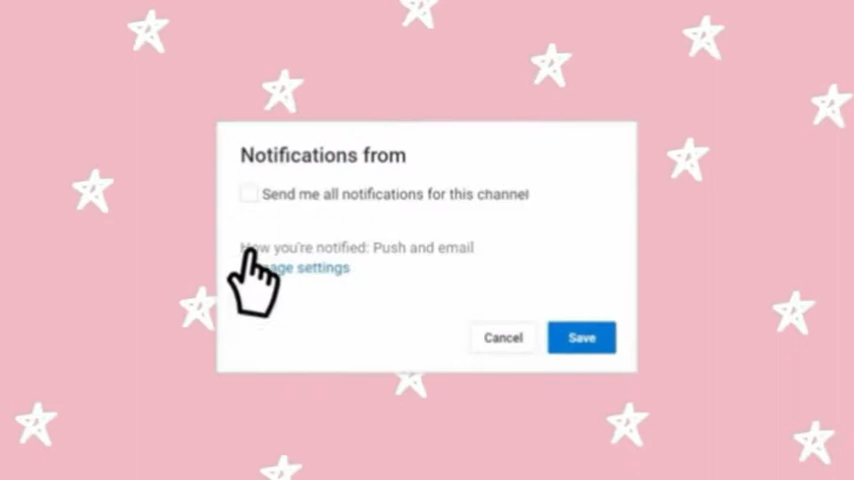 Notifications from
Send me all notifications for this channel
you're notified: Push and email
settings
Cancel
Save